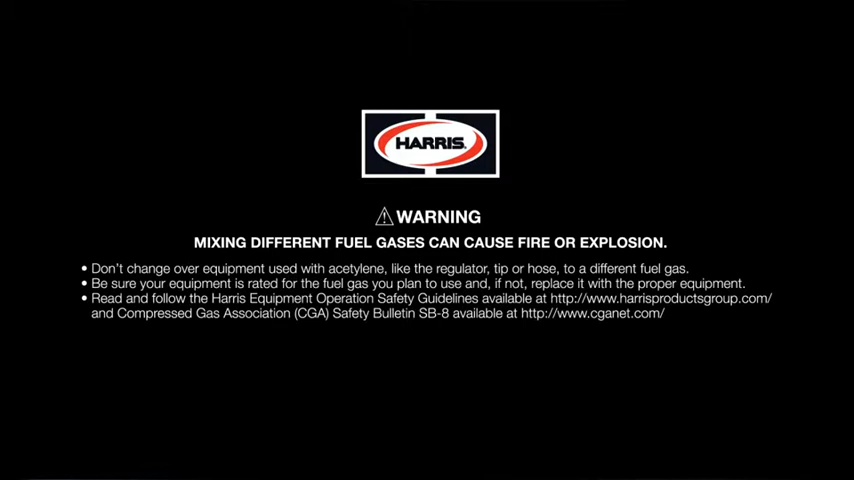 HARRIS
⚠ WARNING
MIXING DIFFERENT FUEL GASES CAN CAUSE FIRE OR EXPLOSION.
• Don't change over equipment used with acetylene, like the regulator, tip or hose, to a different fuel gas.
• Be sure your equipment is rated for the fuel gas you plan to use and, if not, replace it with the proper equipment.
• Read and follow the Harris Equipment Operation Safety Guidelines available at http://www.harrisproductsgroup.com/
and Compressed Gas Association (CGA) Safety Bulletin SB-8 available at http://www.cganet.com/